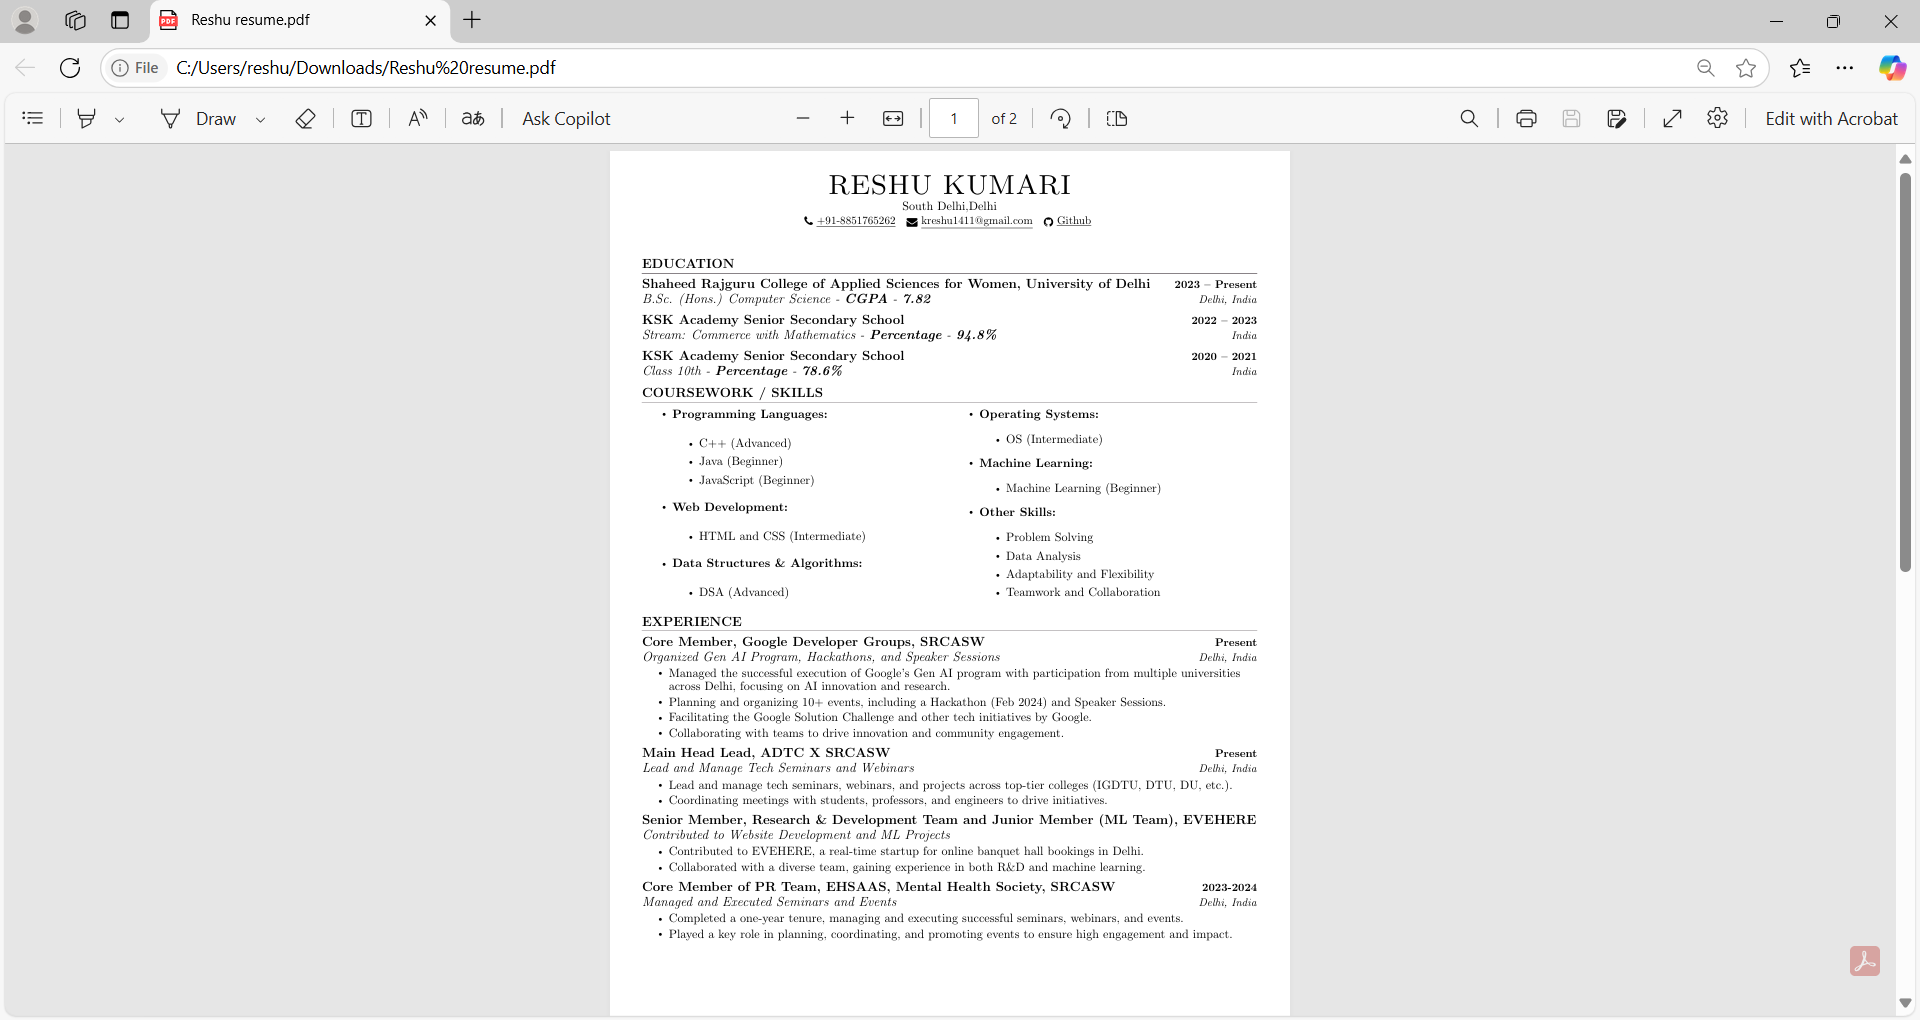 Reshu resume.pdf
File C:/Users/reshu/Downloads/Reshu%20resume.pdf
Draw
T
aあ
Ask Copilot
1 of 2
Edit with Acrobat
RESHU KUMARI
South Delhi,Delhi
+91-8851765262 kreshu1411@gmail.com Github
EDUCATION
Shaheed Rajguru College of Applied Sciences for Women, University of Delhi 2023 – Present
B.Sc. (Hons.) Computer Science - CGPA - 7.82 Delhi, India
KSK Academy Senior Secondary School 2022 – 2023
Stream: Commerce with Mathematics - Percentage - 94.8% India
KSK Academy Senior Secondary School 2020 – 2021
Class 10th - Percentage - 78.6% India
COURSEWORK / SKILLS
• Programming Languages:
• C++ (Advanced)
• Java (Beginner)
• JavaScript (Beginner)
• Web Development:
• HTML and CSS (Intermediate)
• Data Structures & Algorithms:
• DSA (Advanced)
• Operating Systems:
• OS (Intermediate)
• Machine Learning:
• Machine Learning (Beginner)
• Other Skills:
• Problem Solving
• Data Analysis
• Adaptability and Flexibility
• Teamwork and Collaboration
EXPERIENCE
Core Member, Google Developer Groups, SRCASW Present
Organized Gen AI Program, Hackathons, and Speaker Sessions Delhi, India
• Managed the successful execution of Google's Gen AI program with participation from multiple universities
across Delhi, focusing on AI innovation and research.
• Planning and organizing 10+ events, including a Hackathon (Feb 2024) and Speaker Sessions.
• Facilitating the Google Solution Challenge and other tech initiatives by Google.
• Collaborating with teams to drive innovation and community engagement.
Main Head Lead, ADTC X SRCASW Present
Lead and Manage Tech Seminars and Webinars Delhi, India
• Lead and manage tech seminars, webinars, and projects across top-tier colleges (IGDTU, DTU, DU, etc.).
• Coordinating meetings with students, professors, and engineers to drive initiatives.
Senior Member, Research & Development Team and Junior Member (ML Team), EVEHERE
Contributed to Website Development and ML Projects
• Contributed to EVEHERE, a real-time startup for online banquet hall bookings in Delhi.
• Collaborated with a diverse team, gaining experience in both R&D and machine learning.
Core Member of PR Team, EHSAAS, Mental Health Society, SRCASW 2023-2024
Managed and Executed Seminars and Events Delhi, India
• Completed a one-year tenure, managing and executing successful seminars, webinars, and events.
• Played a key role in planning, coordinating, and promoting events to ensure high engagement and impact.